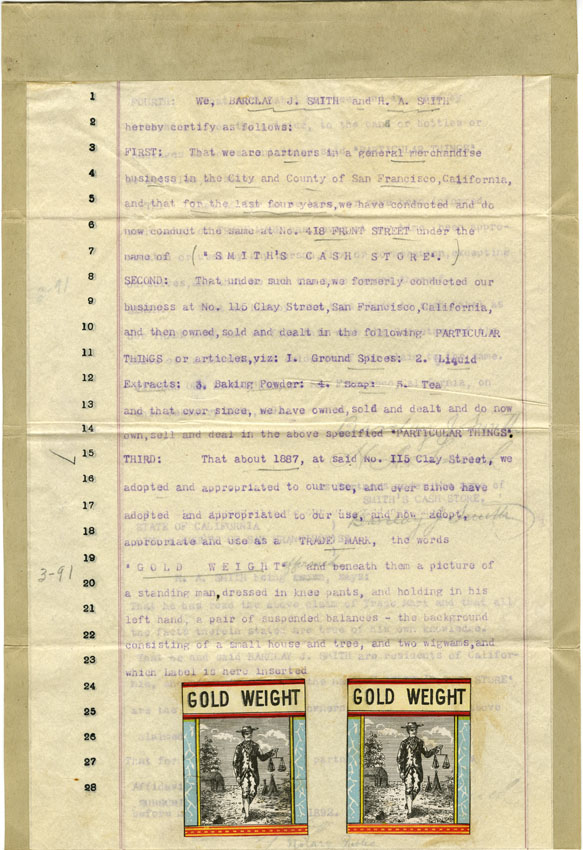 1 We, BARCLAY J. SMITH and H. A. SMITH
2 hereby certify as follows:
3 FIRST: That we are partners in a general merchandise
4 business in the City and County of San Francisco,California,
5 and that for the last four years,we have conducted and do
6 now conduct the same at No. 418 FRONT STREET under the
7 name of ("SMITH'S CASH STORE".)
8 SECOND: That under such name,we formerly conducted our
9 business at No. 115 Clay Street,San Francisco,California,
10 and then owned,sold and dealt in the following PARTICULAR
11 THINGS or articles,viz: 1. Ground Spices: 2. Liquid
12 Extracts: 3. Baking Powder: 4. Soap: 5. Tea
13 and that ever since, we have owned,sold and dealt and do now
14 own,sell and deal in the above specified "PARTICULAR THINGS".
15 THIRD: That about 1887, at said No. 115 Clay Street, we
16 adopted and appropriated to our use, and ever since have
17 adopted and appropriated to our use, and now adopt,
18 appropriate and use as a TRADE MARK, the words
19 "GOLD WEIGHT" and beneath them a picture of
3-91
20 a standing man,dressed in knee pants, and holding in his
21 left hand, a pair of suspended balances - the background
22 consisting of a small house and tree, and two wigwams,and
23 which label is here inserted
24 GOLD WEIGHT GOLD WEIGHT
25
26
27
28